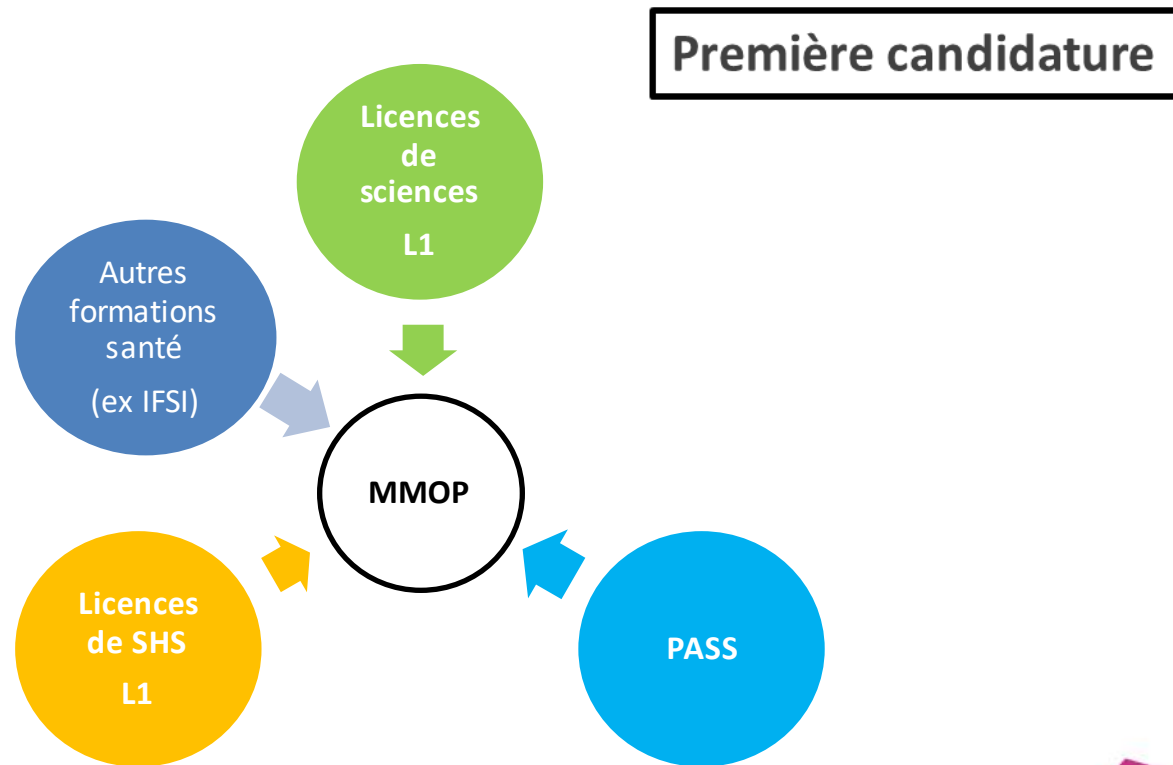 Première candidature
Licences
de
sciences
L1
Autres
formations
santé
(ex IFSI)
MMOP
Licences
de SHS
L1
PASS